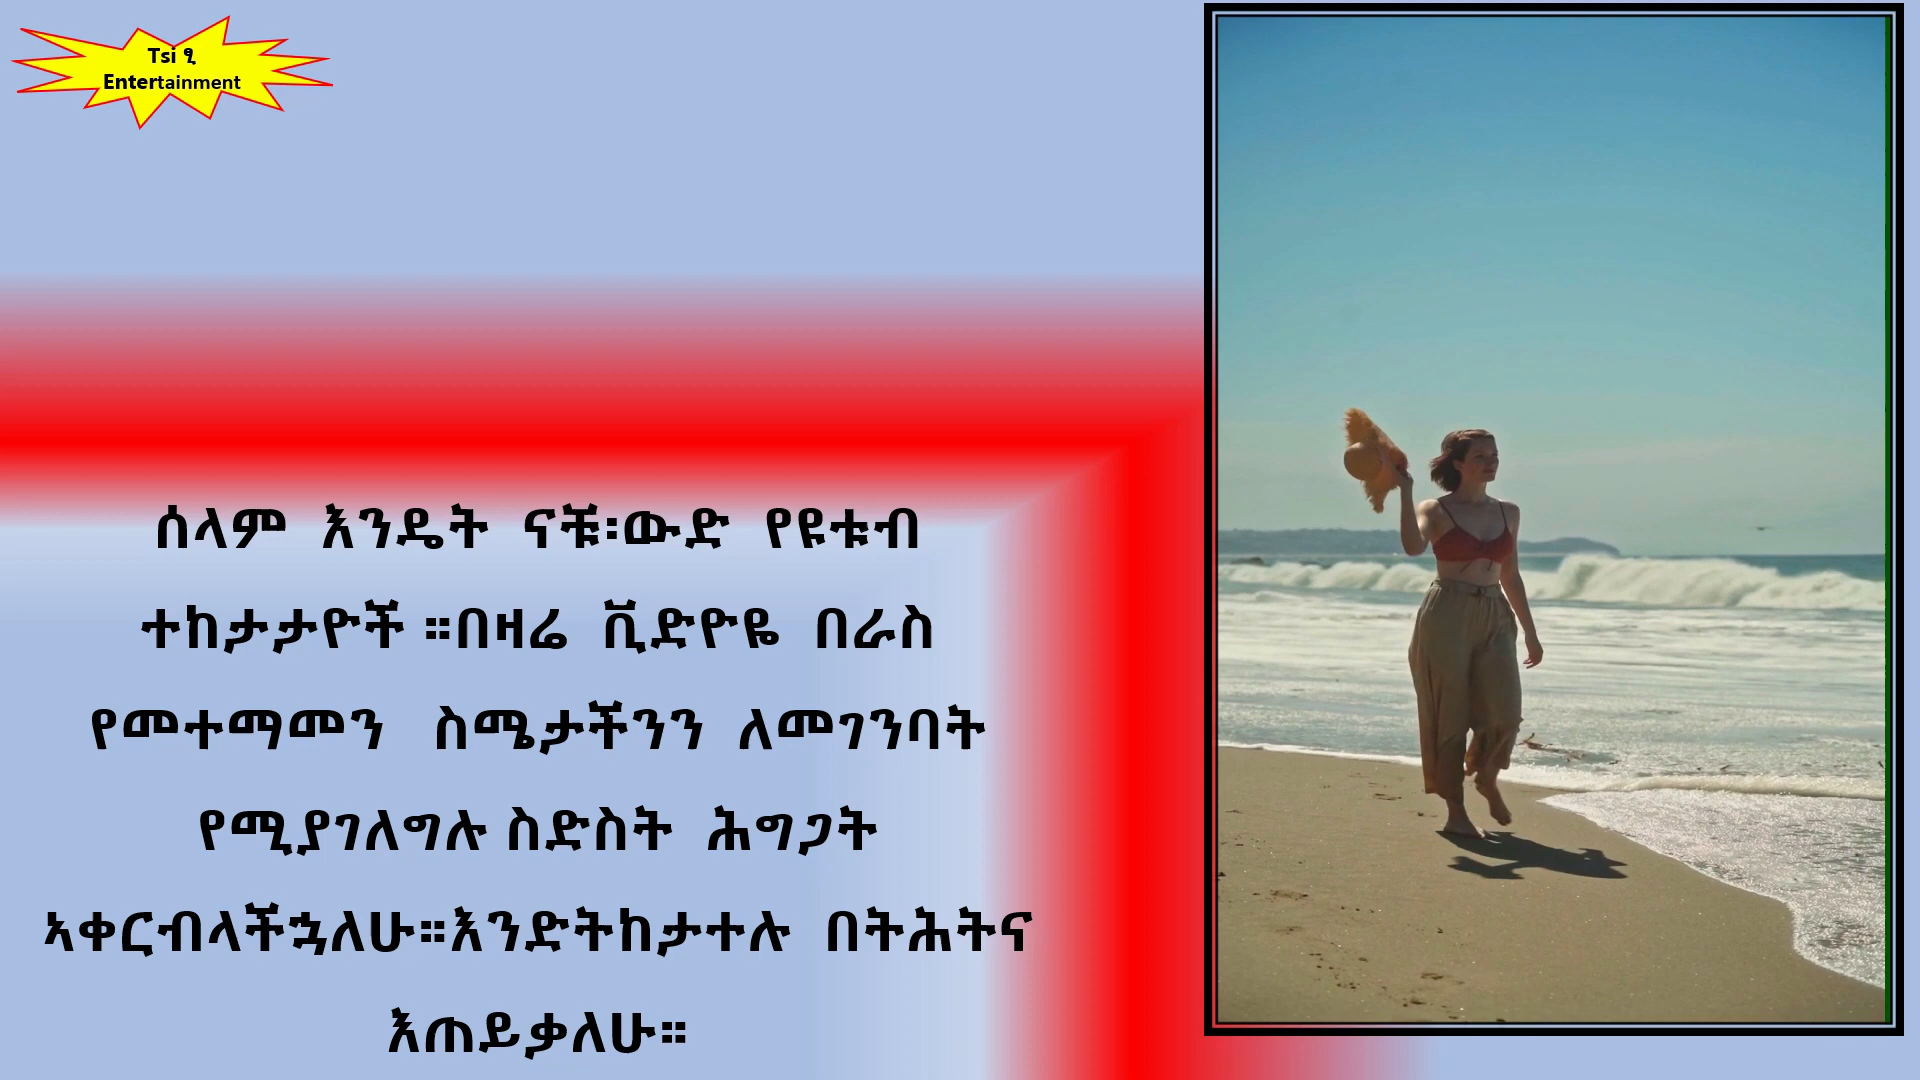 Tsi ፂ
Entertainment
ሰላም እንዴት ናቹ፡ውድ የዩቱብ
ተከታታዮች ።በዛሬ ቪድዮዬ በራስ
የመተማመን ስሜታችንን ለመገንባት
የሚያገለግሉ ስድስት ሕግጋት
ኣቀርብላችኋለሁ።እንድትከታተሉ በትሕትና
እጠይቃለሁ።